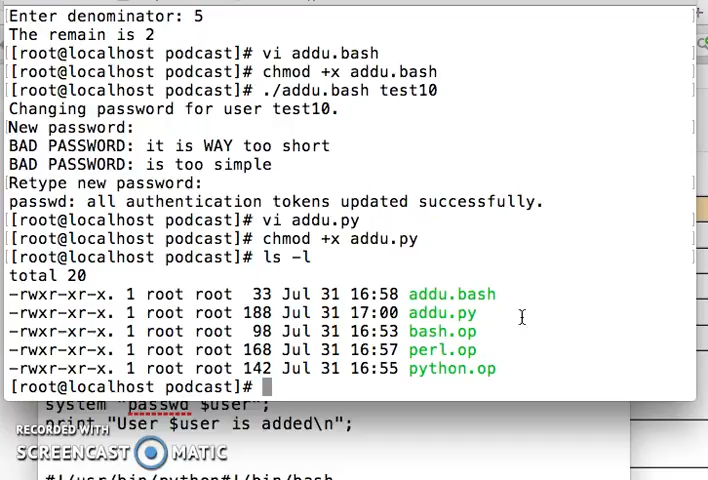 Enter denominator: 5
The remain is 2
[root@localhost podcast]# vi addu.bash
[root@localhost podcast]# chmod +x addu.bash
[root@localhost podcast]# ./addu.bash test10
Changing password for user test10.
New password:
BAD PASSWORD: it is WAY too short
BAD PASSWORD: is too simple
Retype new password:
passwd: all authentication tokens updated successfully.
[root@localhost podcast]# vi addu.py
[root@localhost podcast]# chmod +x addu.py
[root@localhost podcast]# ls -l
total 20
-rwxr-xr-x. 1 root root  33 Jul 31 16:58 addu.bash
-rwxr-xr-x. 1 root root 188 Jul 31 17:00 addu.py
-rwxr-xr-x. 1 root root  98 Jul 31 16:53 bash.op
-rwxr-xr-x. 1 root root 168 Jul 31 16:57 perl.op
-rwxr-xr-x. 1 root root 142 Jul 31 16:55 python.op
[root@localhost podcast]#
system "passwd $user";
print "User $user is added\n";
RECORDED WITH
SCREENCAST MATIC
#!/usr/bin/python#!/bin/bash